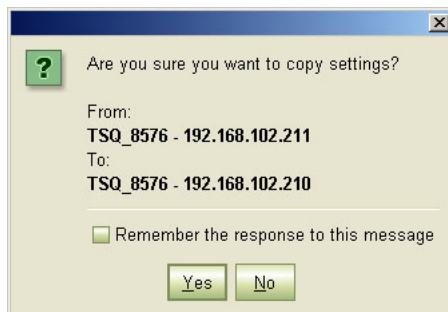 Are you sure you want to copy settings?
From:
TSQ_8576 - 192.168.102.211
To:
TSQ_8576 - 192.168.102.210
Remember the response to this message
Yes No